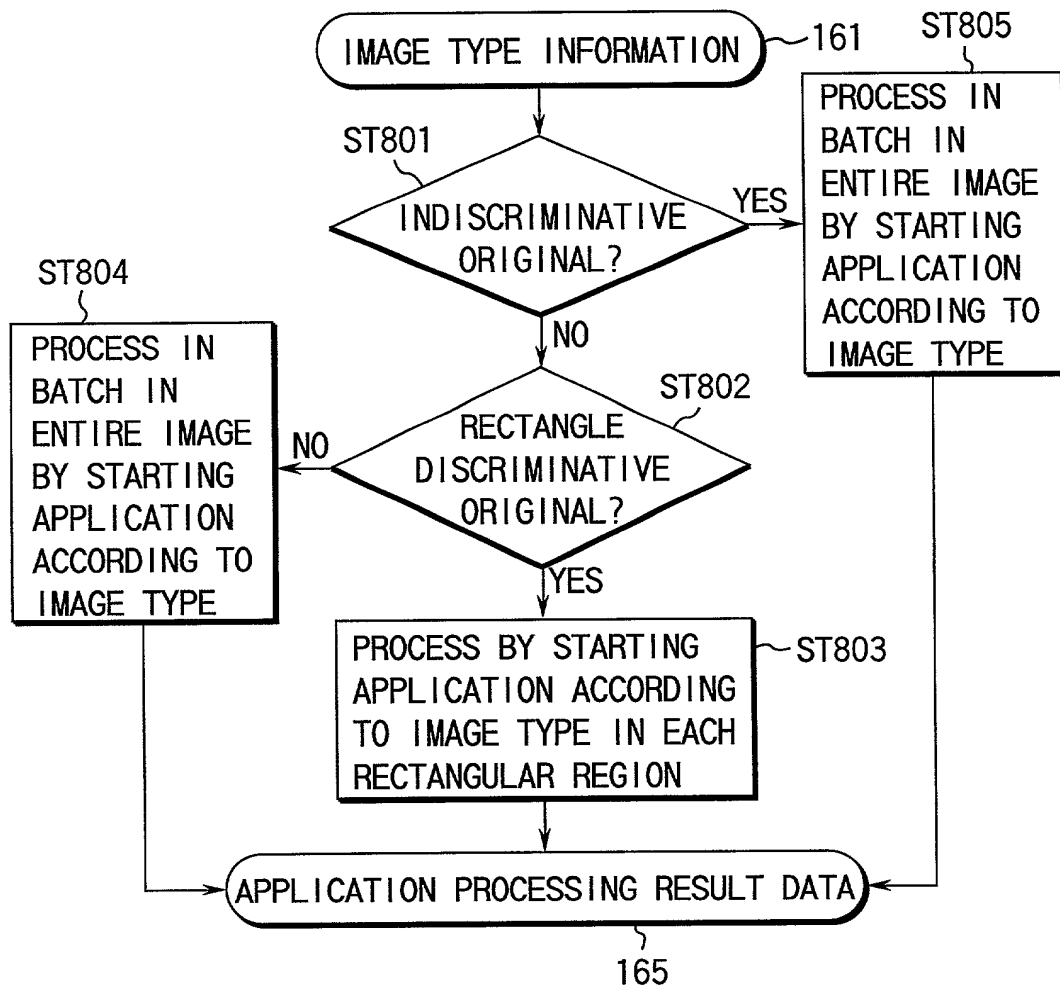 IMAGE TYPE INFORMATION
161
ST805
PROCESS IN
BATCH IN
ENTIRE IMAGE
BY STARTING
APPLICATION
ACCORDING TO
IMAGE TYPE
ST801
INDISCRIMINATIVE
ORIGINAL?
YES
NO
ST804
PROCESS IN
BATCH IN
ENTIRE IMAGE
BY STARTING
APPLICATION
ACCORDING TO
IMAGE TYPE
ST802
RECTANGLE
DISCRIMINATIVE
ORIGINAL?
NO
YES
PROCESS BY STARTING
APPLICATION ACCORDING
TO IMAGE TYPE IN EACH
RECTANGULAR REGION
ST803
APPLICATION PROCESSING RESULT DATA
165